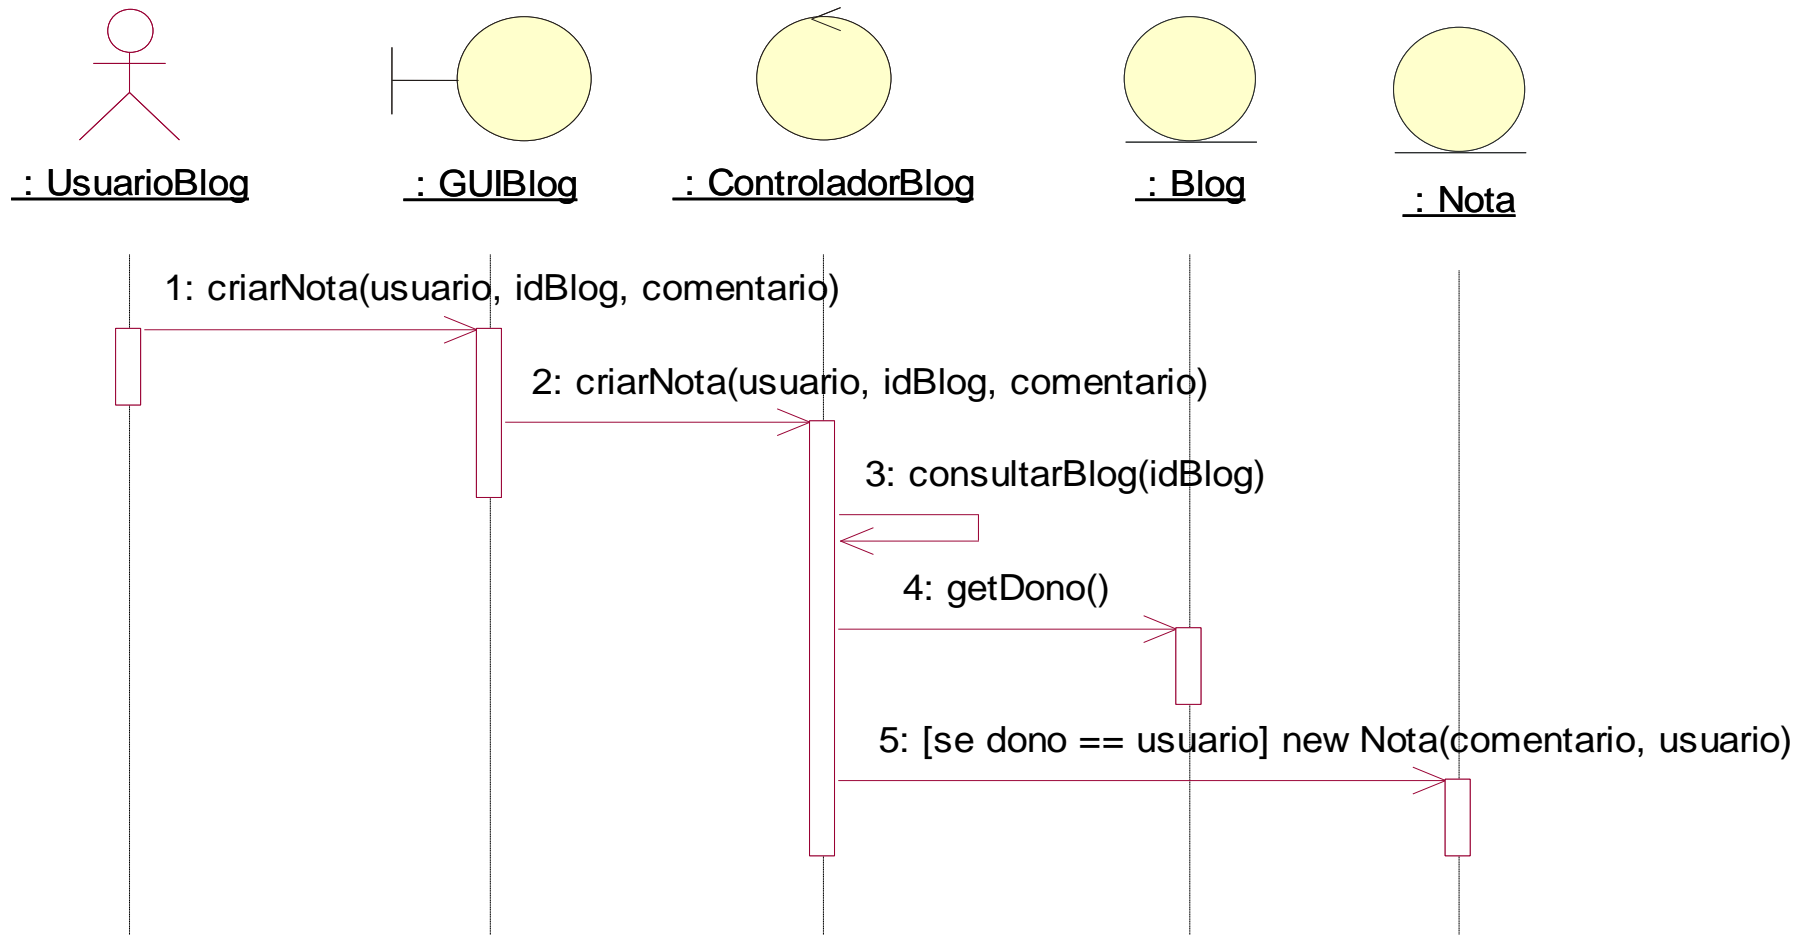 : UsuarioBlog
: GUIBlog
: ControladorBlog
: Blog
: Nota
1: criarNota(usuario, idBlog, comentario)
2: criarNota(usuario, idBlog, comentario)
3: consultarBlog(idBlog)
4: getDono()
5: [se dono == usuario] new Nota(comentario, usuario)